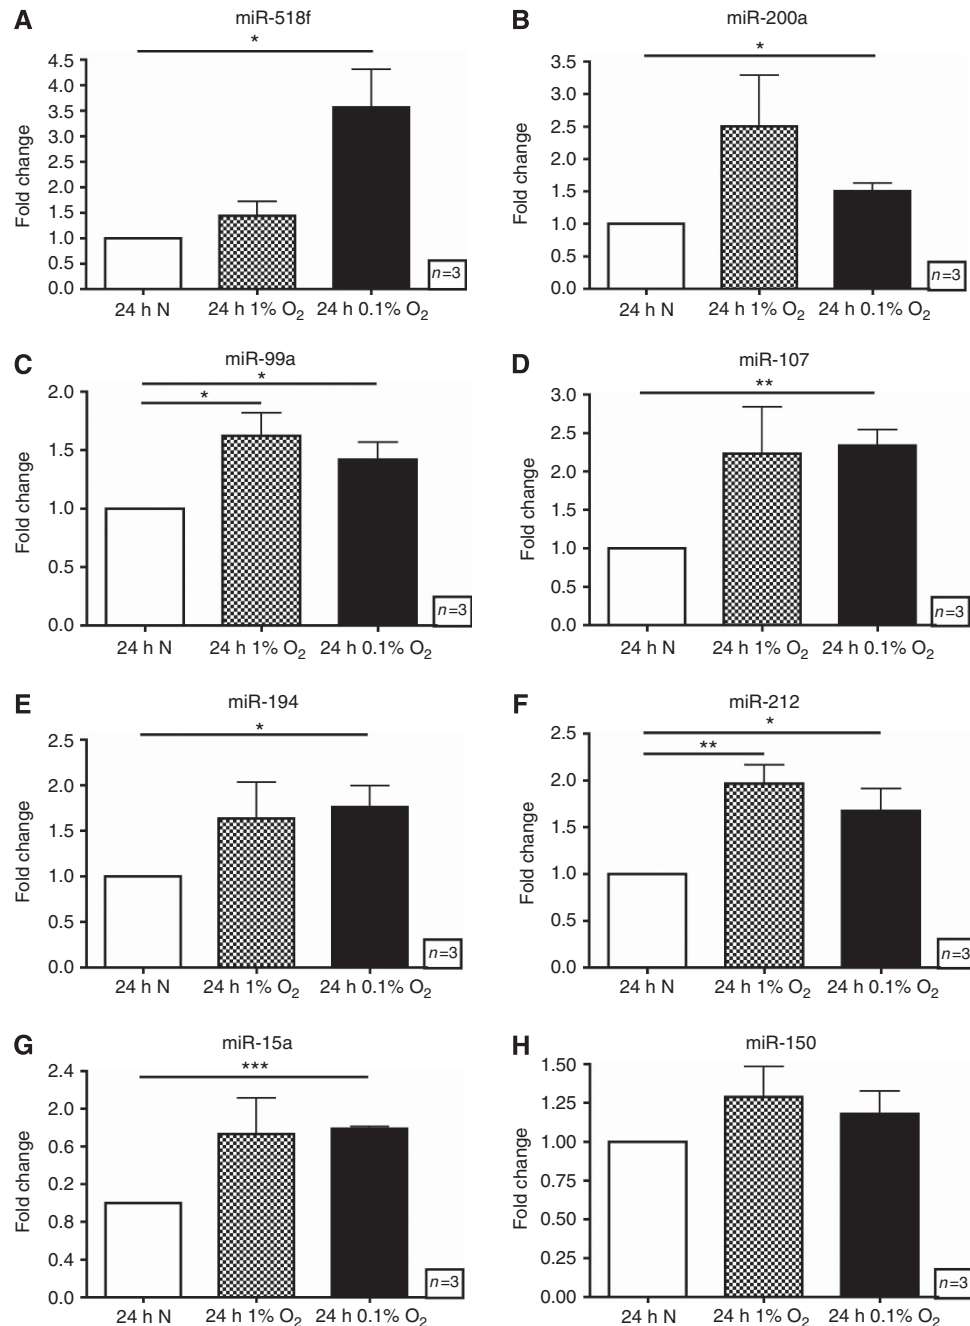 A
miR-518f
*
Fold change
4.5
4.0
3.5
3.0
2.5
2.0
1.5
1.0
0.5
0.0
n=3
24 h N
24 h 1% O2
24 h 0.1% O2
B
miR-200a
*
Fold change
3.5
3.0
2.5
2.0
1.5
1.0
0.5
0.0
n=3
24 h N
24 h 1% O2
24 h 0.1% O2
C
miR-99a
*
*
Fold change
2.0
1.5
1.0
0.5
0.0
n=3
24 h N
24 h 1% O2
24 h 0.1% O2
D
miR-107
**
Fold change
3.0
2.5
2.0
1.5
1.0
0.5
0.0
n=3
24 h N
24 h 1% O2
24 h 0.1% O2
E
miR-194
*
Fold change
2.5
2.0
1.5
1.0
0.5
0.0
n=3
24 h N
24 h 1% O2
24 h 0.1% O2
F
miR-212
*
**
Fold change
2.5
2.0
1.5
1.0
0.5
0.0
n=3
24 h N
24 h 1% O2
24 h 0.1% O2
G
miR-15a
***
Fold change
2.4
2.0
0.6
0.2
0.8
0.4
0.0
n=3
24 h N
24 h 1% O2
24 h 0.1% O2
H
miR-150
Fold change
1.50
1.25
1.00
0.75
0.50
0.25
0.00
n=3
24 h N
24 h 1% O2
24 h 0.1% O2